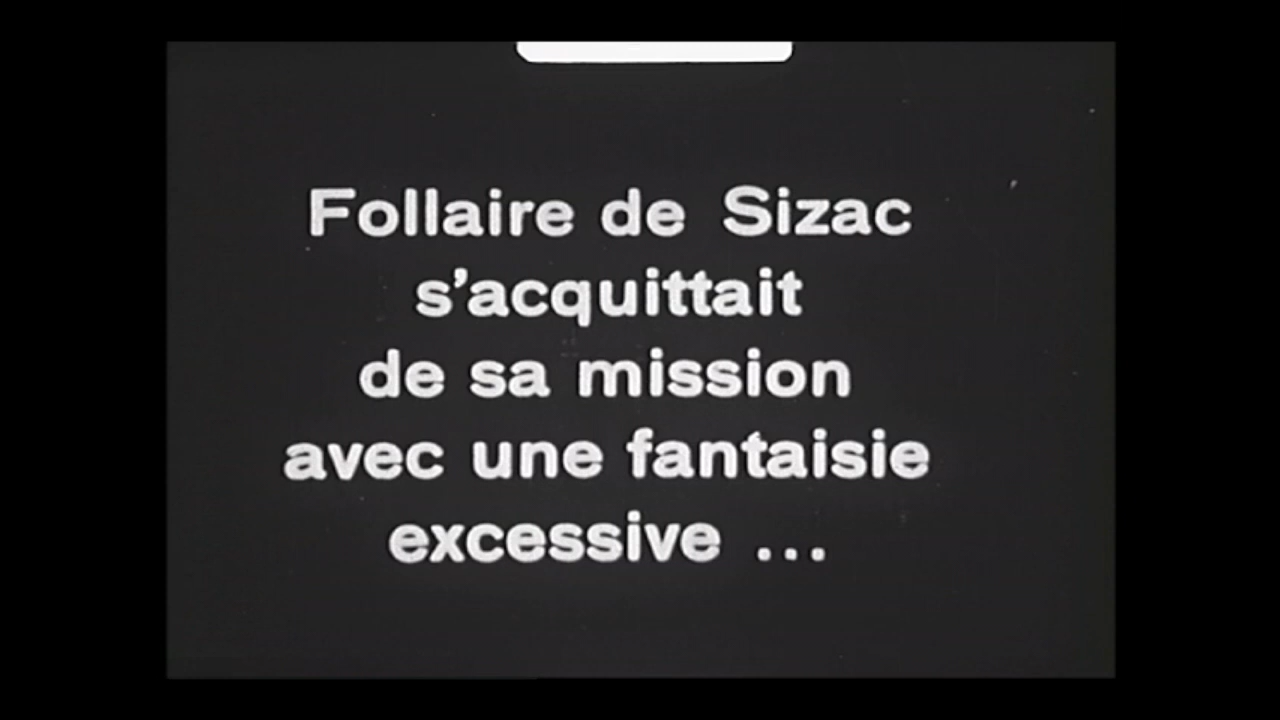 Follaire de Sizac
s'acquittait
de sa mission
avec une fantaisie
excessive ...